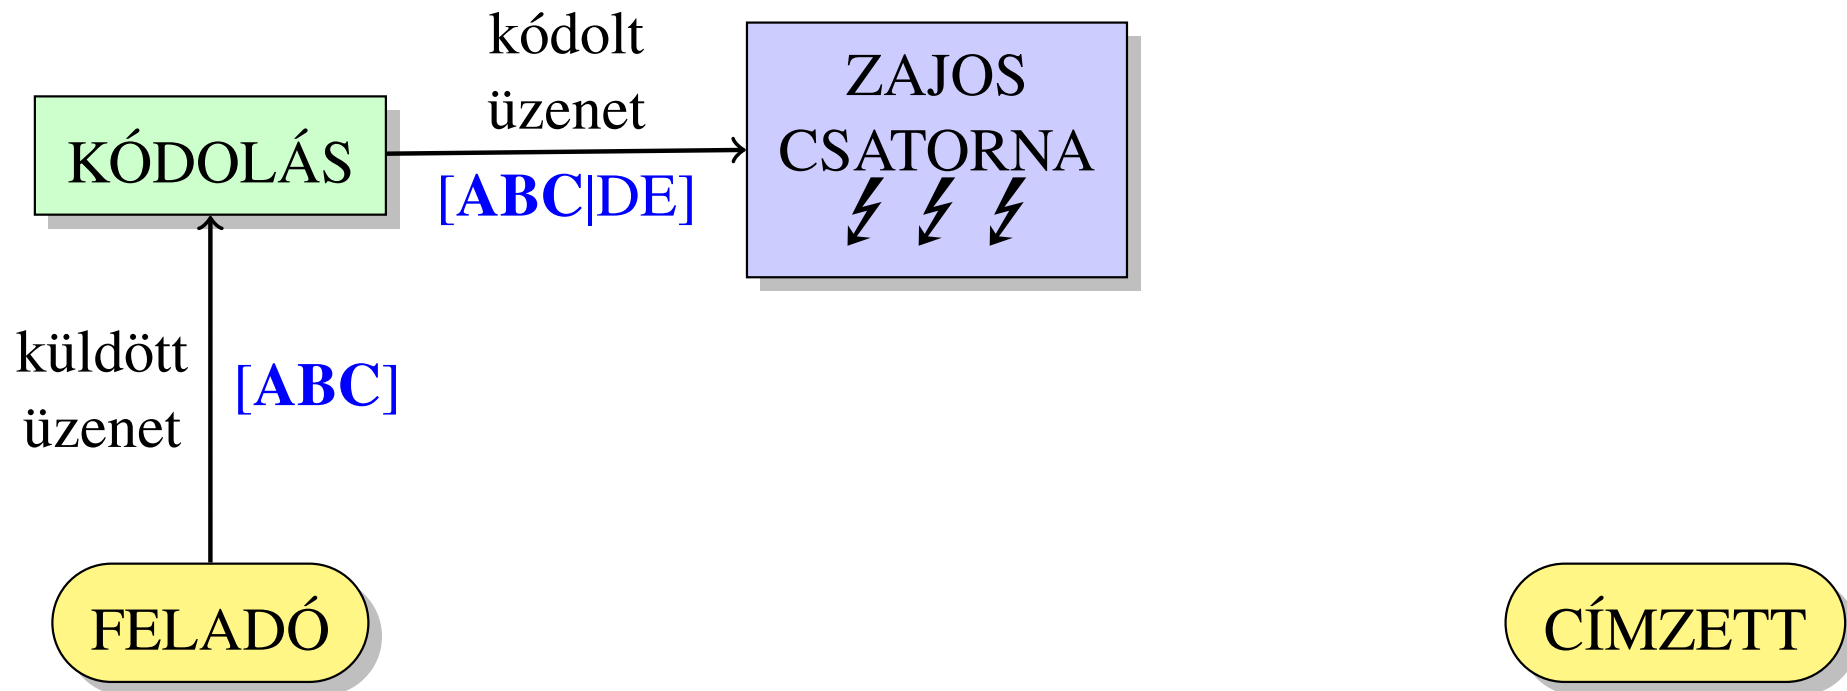 kódolt
üzenet
ZAJOS
CSATORNA
KÓDOLÁS
[ABC|DE]
küldött
üzenet
[ABC]
FELADÓ
CÍMZETT